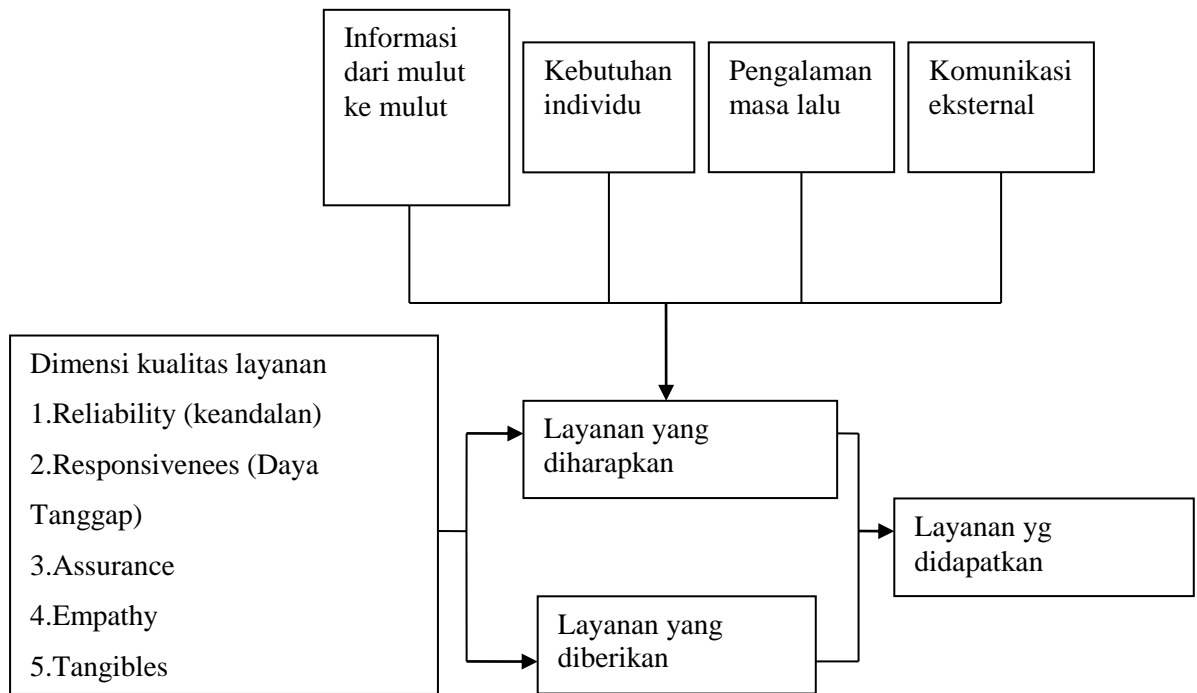 Informasi
dari mulut
ke mulut
Kebutuhan
individu
Pengalaman
masa lalu
Komunikasi
eksternal
Dimensi kualitas layanan
1.Reliability (keandalan)
2.Responsivenees (Daya
Tanggap)
3.Assurance
4.Empathy
5.Tangibles
Layanan yang
diharapkan
Layanan yang
diberikan
Layanan yg
didapatkan